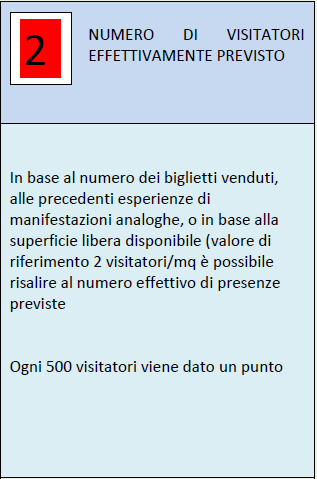 2
NUMERO DI VISITATORI
EFFETTIVAMENTE PREVISTO
In base al numero dei biglietti venduti,
alle precedenti esperienze di
manifestazioni analoghe, o in base alla
superficie libera disponibile (valore di
riferimento 2 visitatori/mq è possibile
risalire al numero effettivo di presenze
previste
Ogni 500 visitatori viene dato un punto